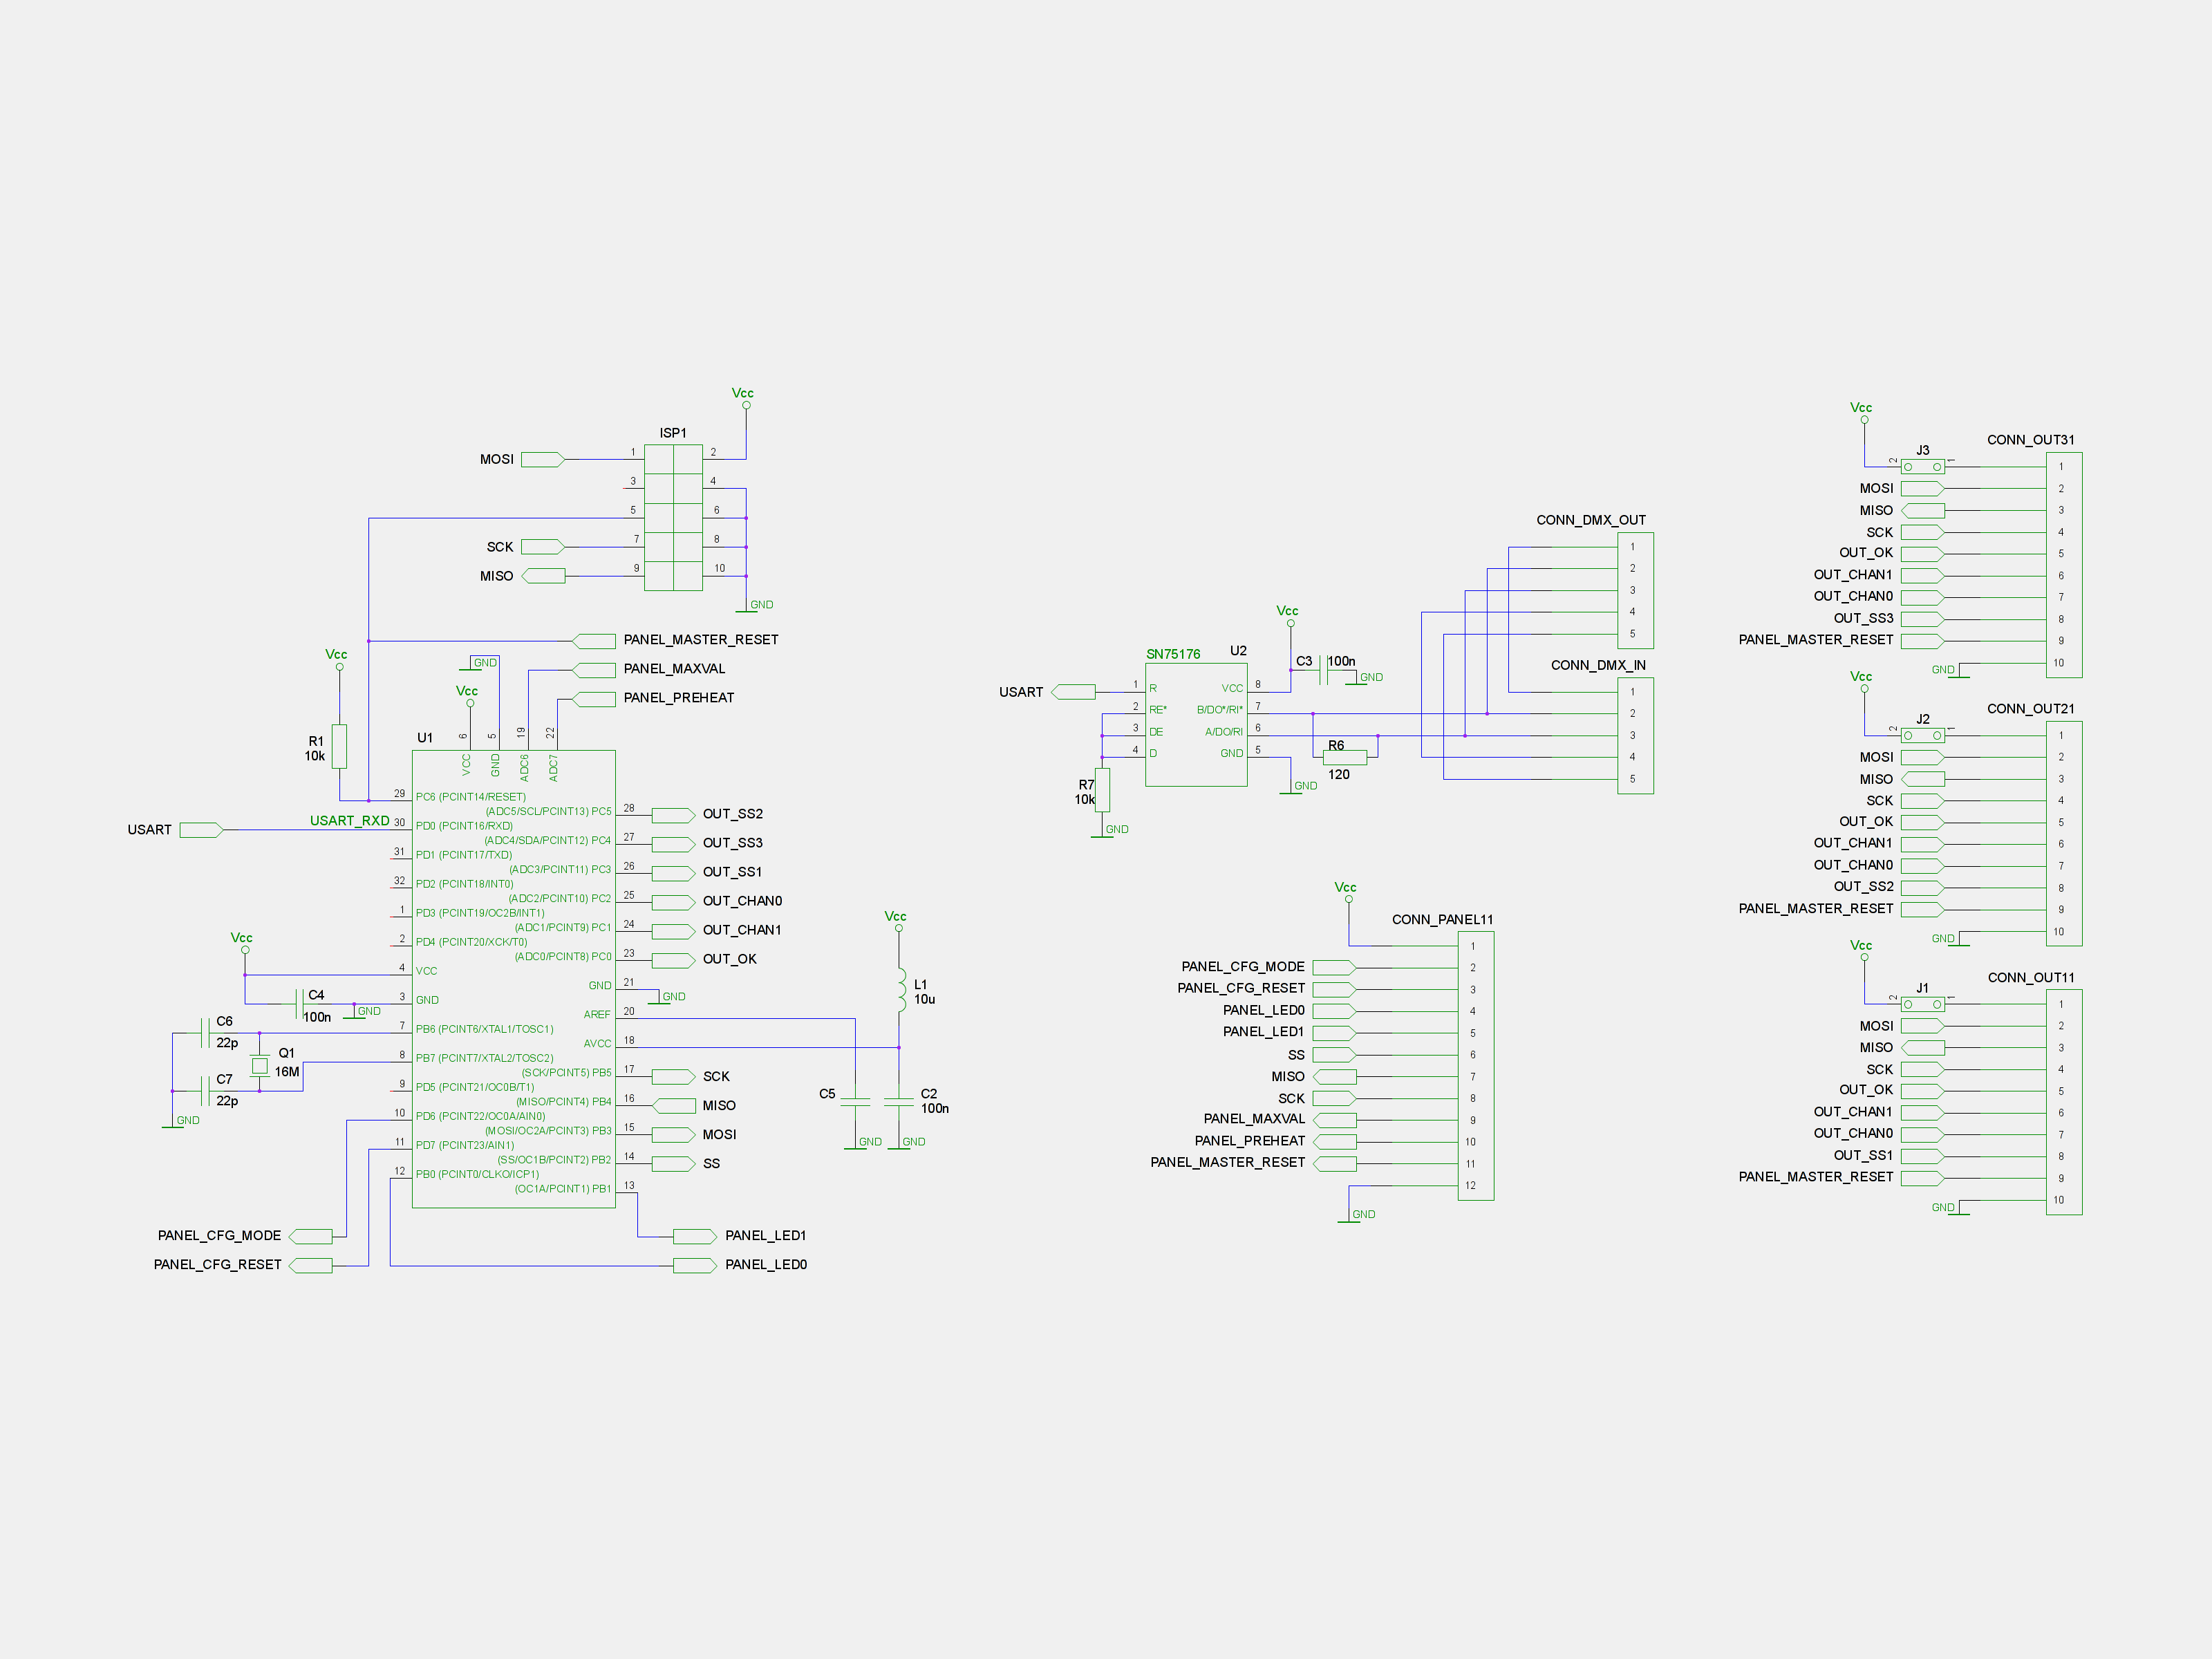 Vcc
ISP1
MOSI
1
2
3
4
5
6
SCK
7
8
MISO
9
10
GND
PANEL_MASTER_RESET
PANEL_MAXVAL
PANEL_PREHEAT
Vcc
GND
Vcc
R1
10k
U1
6
5
19
22
VCC
GND
ADC6
ADC7
29 PC6 (PCINT14/RESET)
USART
USART_RXD
30 PD0 (PCINT16/RXD)
31 PD1 (PCINT17/TXD)
32 PD2 (PCINT18/INT0)
1 PD3 (PCINT19/OC2B/INT1)
2 PD4 (PCINT20/XCK/T0)
4 VCC
3 GND
7 PB6 (PCINT6/XTAL1/TOSC1)
8 PB7 (PCINT7/XTAL2/TOSC2)
9 PD5 (PCINT21/OC0B/T1)
10 PD6 (PCINT22/OC0A/AIN0)
11 PD7 (PCINT23/AIN1)
12 PB0 (PCINT0/CLKO/ICP1)
(ADC5/SCL/PCINT13) PC5 28 OUT_SS2
(ADC4/SDA/PCINT12) PC4 27 OUT_SS3
(ADC3/PCINT11) PC3 26 OUT_SS1
(ADC2/PCINT10) PC2 25 OUT_CHAN0
(ADC1/PCINT9) PC1 24 OUT_CHAN1
(ADC0/PCINT8) PC0 23 OUT_OK
GND 21 GND
AREF 20
AVCC 18
(SCK/PCINT5) PB5 17 SCK
(MISO/PCINT4) PB4 16 MISO
(MOSI/OC2A/PCINT3) PB3 15 MOSI
(SS/OC1B/PCINT2) PB2 14 SS
(OC1A/PCINT1) PB1 13
Vcc
C4
100n
GND
C6
22p
Q1
16M
C7
22p
GND
PANEL_CFG_MODE
PANEL_CFG_RESET
PANEL_LED1
PANEL_LED0
Vcc
L1
10u
C5
C2
100n
GND
GND
Vcc
SN75176
U2
C3
100n
GND
USART
1 R
2 RE*
3 DE
4 D
VCC 8
B/DO*/RI* 7
A/DO/RI 6
GND 5
R7
10k
GND
GND
R6
120
CONN_DMX_OUT
1
2
3
4
5
CONN_DMX_IN
1
2
3
4
5
Vcc
CONN_PANEL11
1
PANEL_CFG_MODE 2
PANEL_CFG_RESET 3
PANEL_LED0 4
PANEL_LED1 5
SS 6
MISO 7
SCK 8
PANEL_MAXVAL 9
PANEL_PREHEAT 10
PANEL_MASTER_RESET 11
12
GND
Vcc
J3
CONN_OUT31
2
1
1
MOSI 2
MISO 3
SCK 4
OUT_OK 5
OUT_CHAN1 6
OUT_CHAN0 7
OUT_SS3 8
PANEL_MASTER_RESET 9
GND 10
Vcc
J2
CONN_OUT21
2
1
1
MOSI 2
MISO 3
SCK 4
OUT_OK 5
OUT_CHAN1 6
OUT_CHAN0 7
OUT_SS2 8
PANEL_MASTER_RESET 9
GND 10
Vcc
J1
CONN_OUT11
2
1
1
MOSI 2
MISO 3
SCK 4
OUT_OK 5
OUT_CHAN1 6
OUT_CHAN0 7
OUT_SS1 8
PANEL_MASTER_RESET 9
GND 10